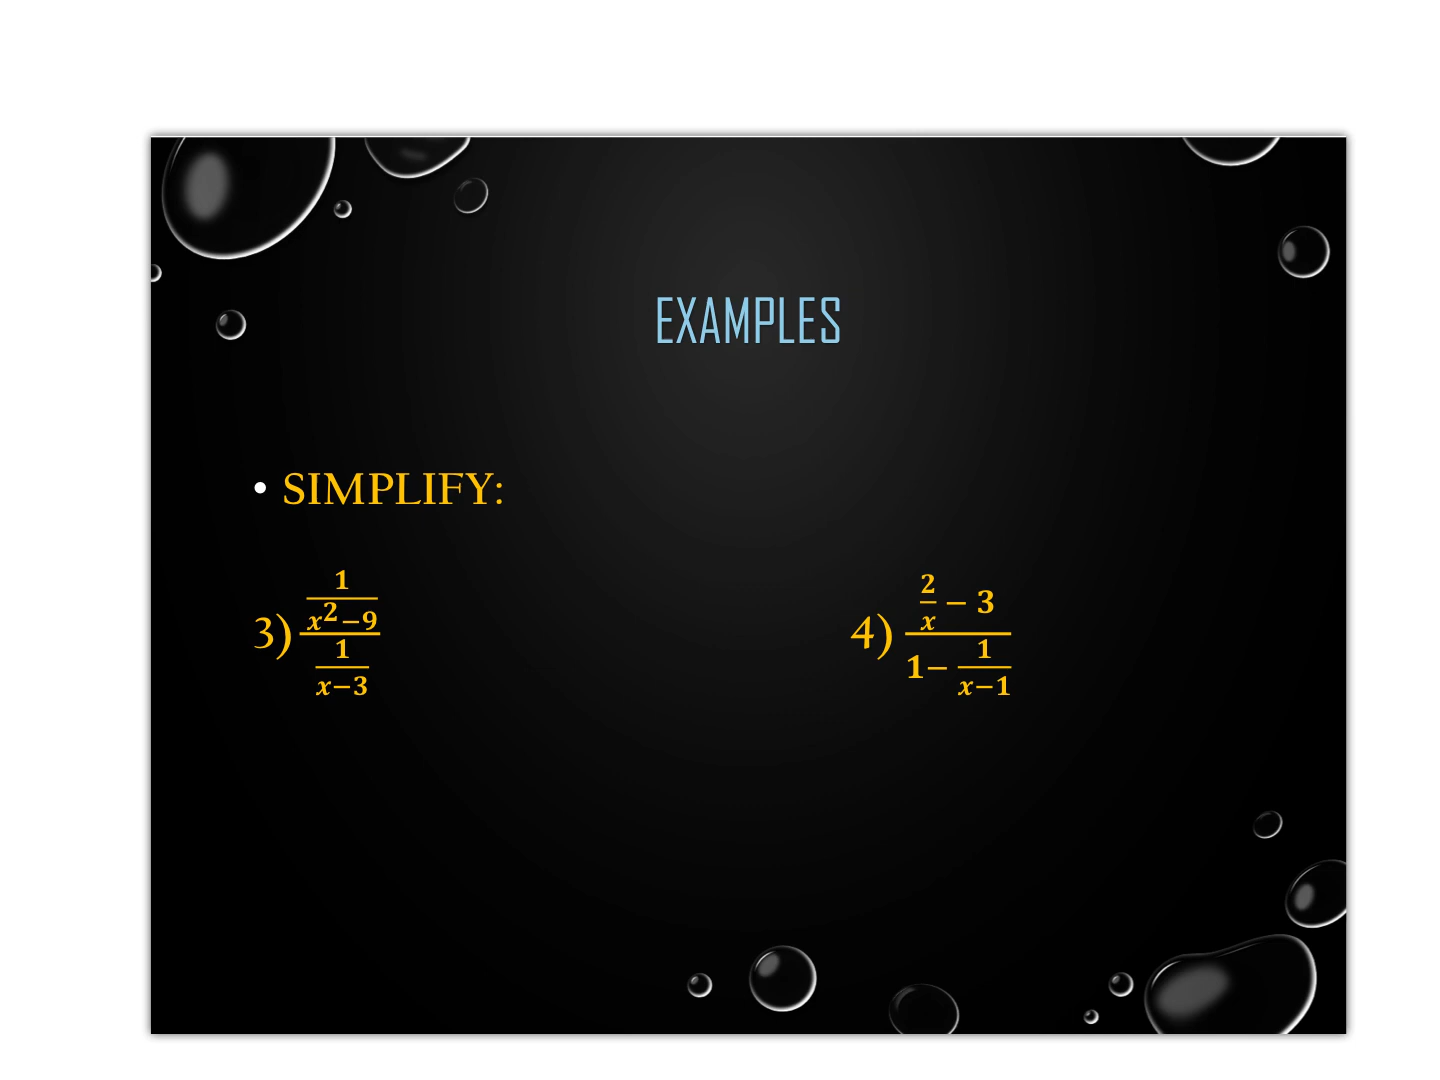 EXAMPLES
• SIMPLIFY:
3) \frac{\frac{1}{x^2-9}}{\frac{1}{x-3}}
4) \frac{\frac{2}{x}-3}{1-\frac{1}{x-1}}